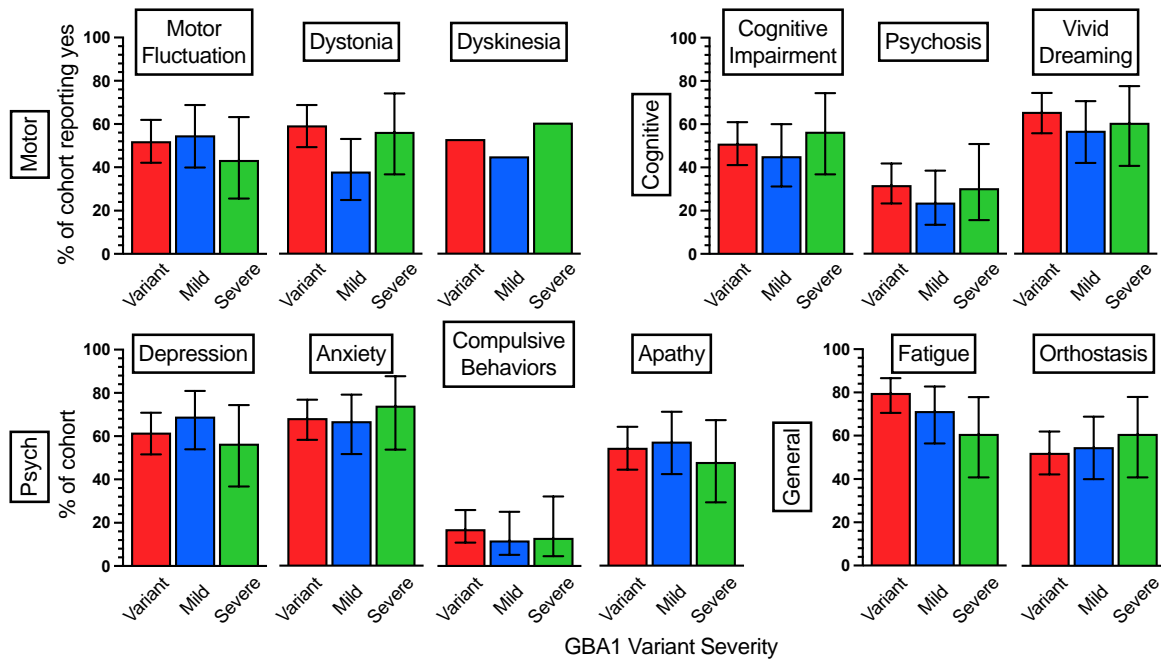 Motor
Fluctuation
Dystonia
Dyskinesia
Motor
% of cohort reporting yes
100
80
60
40
20
0
Variant
Mild
Severe
Variant
Mild
Severe
Variant
Mild
Severe
Cognitive
Impairment
Psychosis
Vivid
Dreaming
Cognitive
100
80
60
40
20
0
Variant
Mild
Severe
Variant
Mild
Severe
Variant
Mild
Severe
Depression
Anxiety
Compulsive
Behaviors
Apathy
Psych
% of cohort
100
80
60
40
20
0
Variant
Mild
Severe
Variant
Mild
Severe
Variant
Mild
Severe
Variant
Mild
Severe
Fatigue
Orthostasis
General
100
80
60
40
20
0
Variant
Mild
Severe
Variant
Mild
Severe
GBA1 Variant Severity